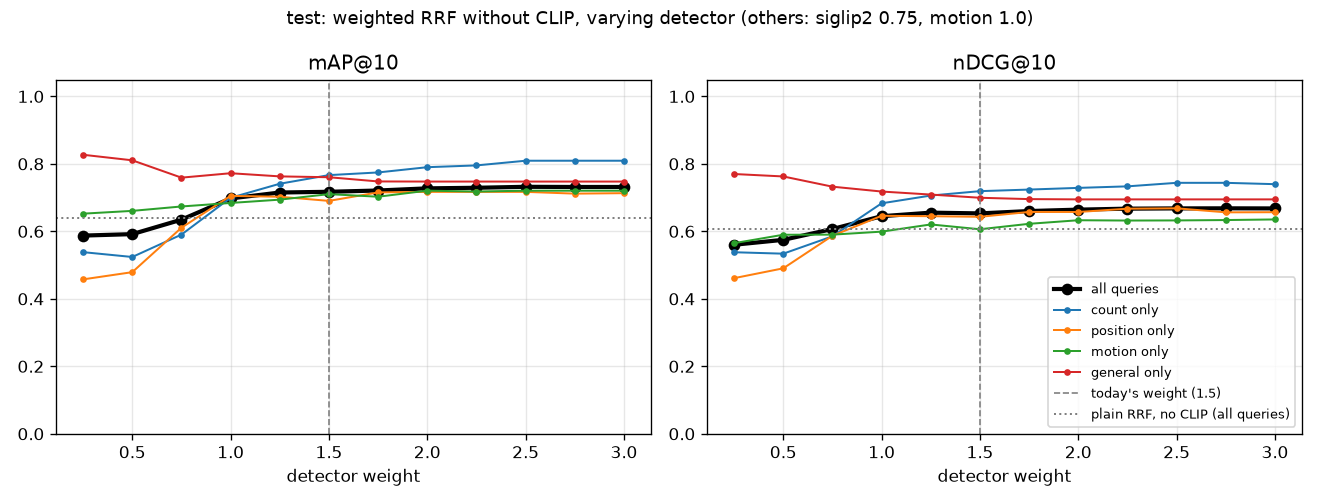 test: weighted RRF without CLIP, varying detector (others: siglip2 0.75, motion 1.0)
mAP@10
1.0
0.8
0.6
0.4
0.2
0.0
0.5 1.0 1.5 2.0 2.5 3.0
detector weight
nDCG@10
1.0
0.8
0.6
0.4
0.2
0.0
all queries
count only
position only
motion only
general only
today's weight (1.5)
plain RRF, no CLIP (all queries)
0.5 1.0 1.5 2.0 2.5 3.0
detector weight